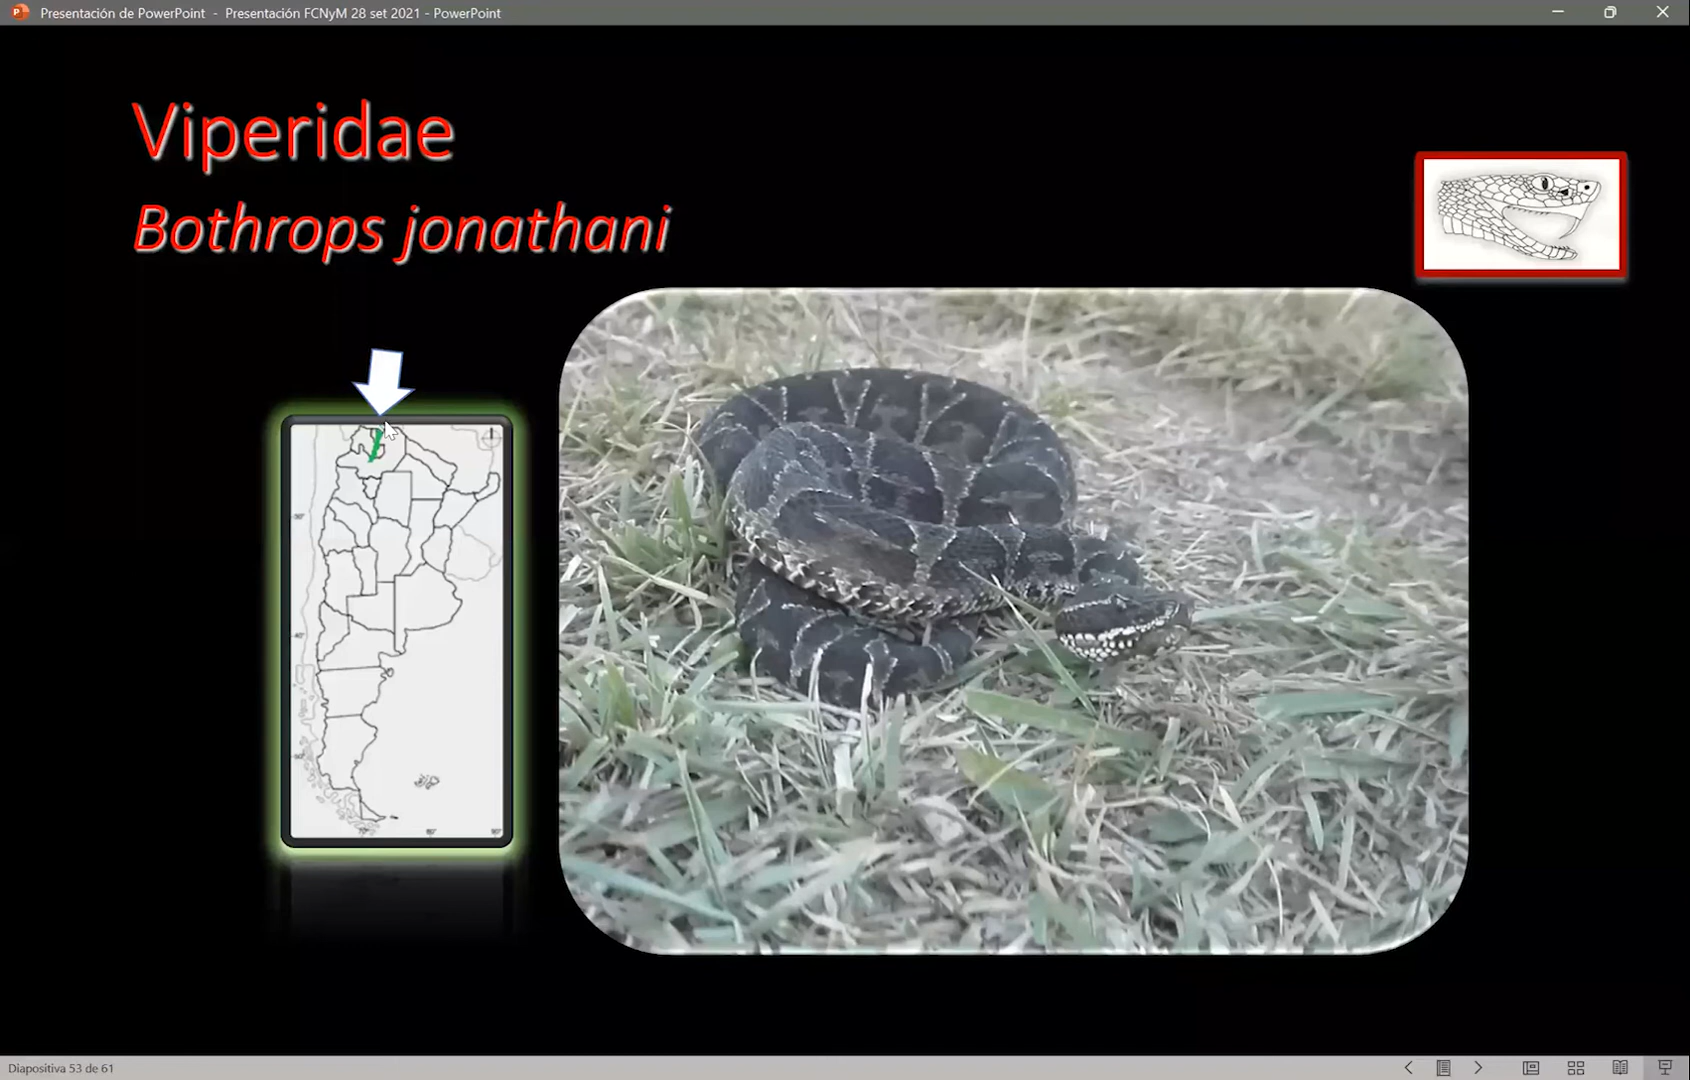 Presentación de PowerPoint - Presentación FCNyM 28 set 2021 - PowerPoint
Viperidae
Bothrops jonathani
Diapositiva 53 de 61